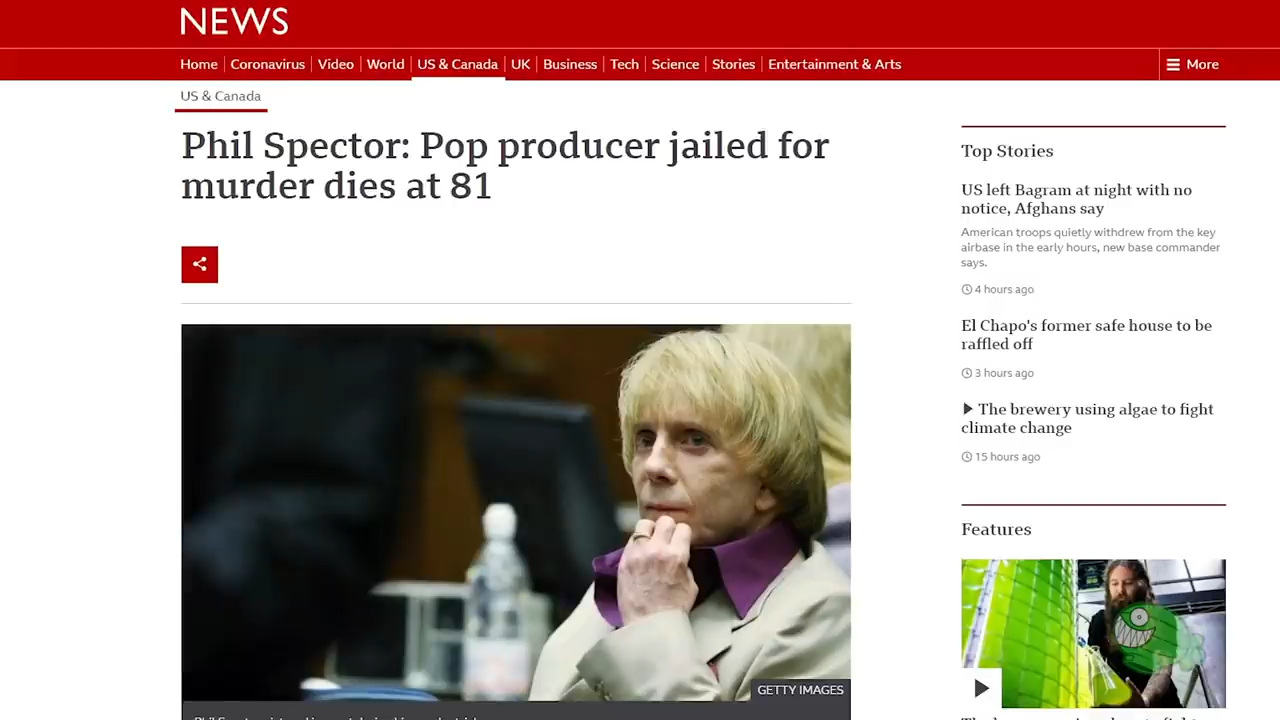 NEWS
Home
Coronavirus
Video
World
US & Canada
UK
Business
Tech
Science
Stories
Entertainment & Arts
More
US & Canada
Phil Spector: Pop producer jailed for
murder dies at 81
GETTY IMAGES
Top Stories
US left Bagram at night with no
notice, Afghans say
American troops quietly withdrew from the key
airbase in the early hours, new base commander
says.
4 hours ago
El Chapo's former safe house to be
raffled off
3 hours ago
The brewery using algae to fight
climate change
15 hours ago
Features